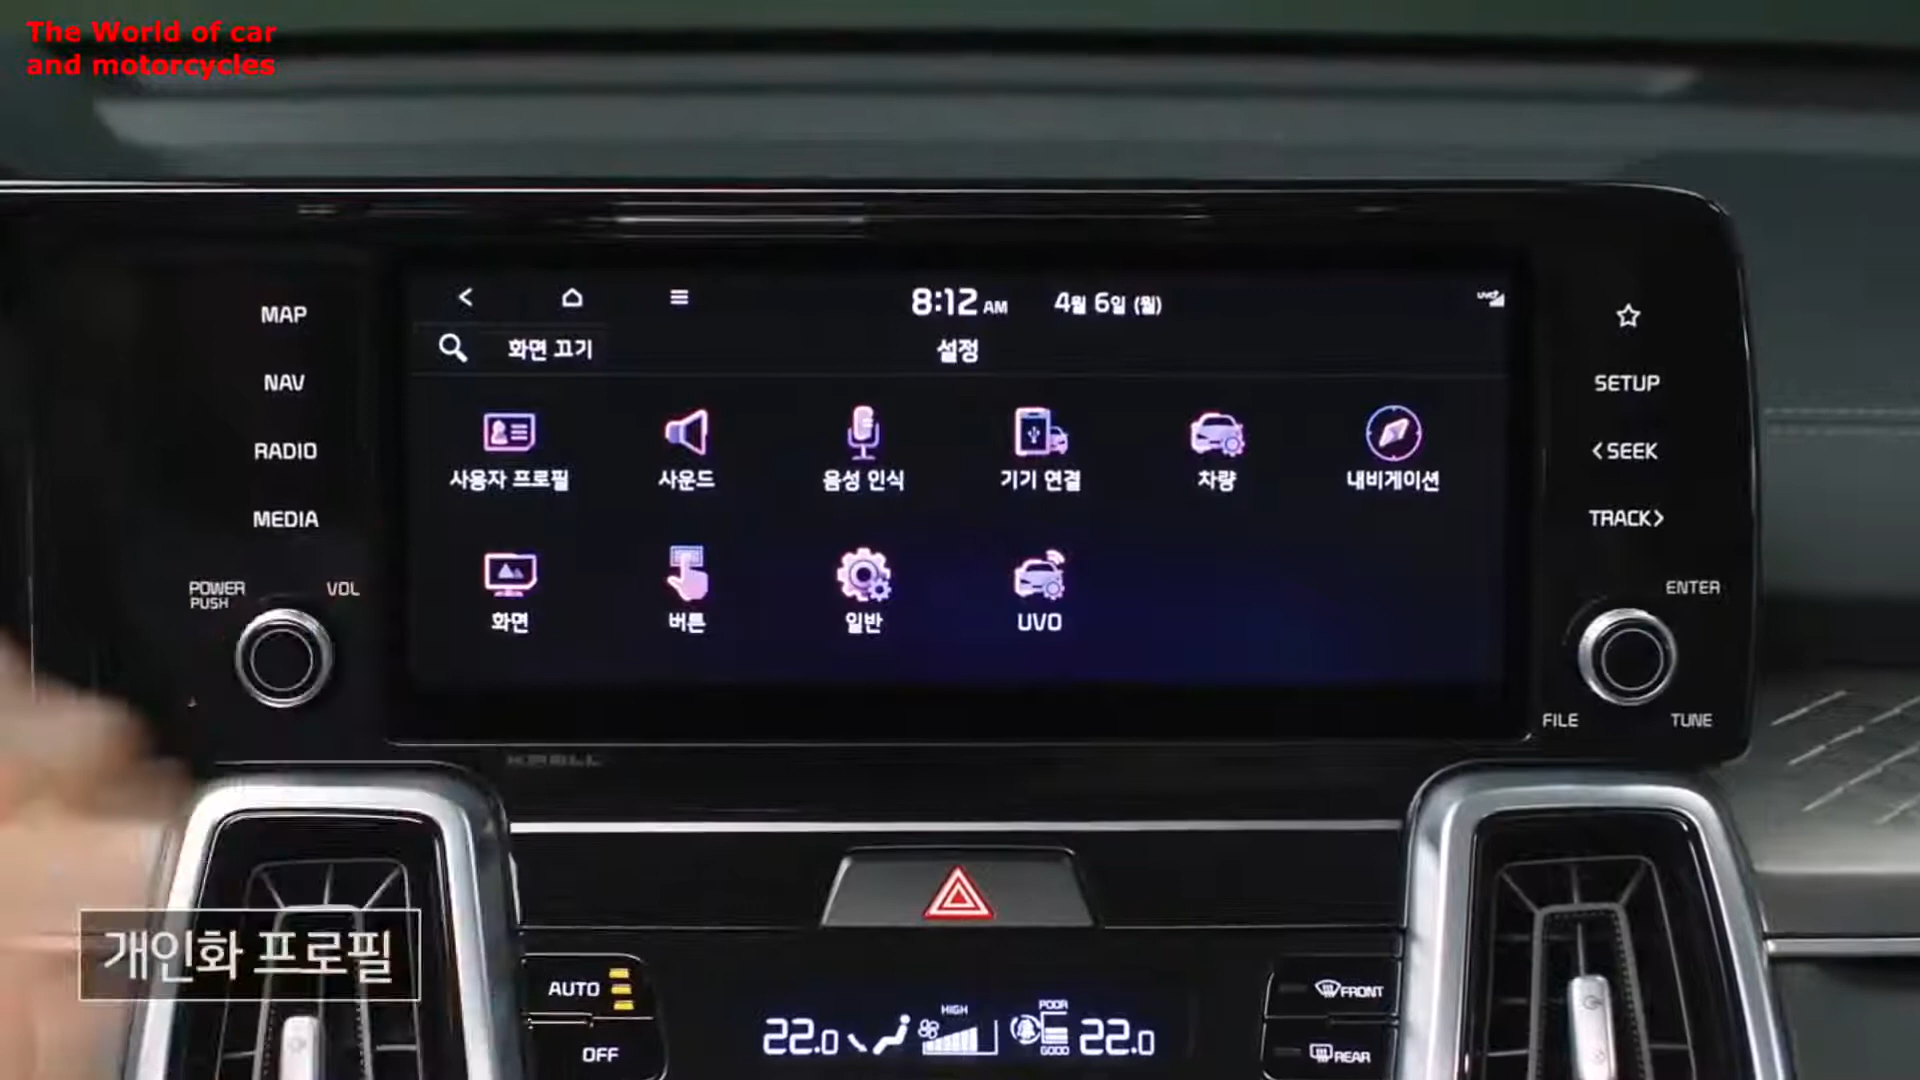 The World of car
and motorcycles
MAP
NAV
RADIO
MEDIA
POWER
PUSH
VOL
8:12 AM 4월 6일 (월)
UVO
화면 끄기
설정
사용자 프로필 사운드 음성 인식 기기 연결 차량 내비게이션
화면 버튼 일반 UVO
SETUP
<SEEK
TRACK>
ENTER
FILE
TUNE
KRELL
개인화 프로필
AUTO
OFF
22.0
HIGH
POOR
GOOD
22.0
FRONT
REAR